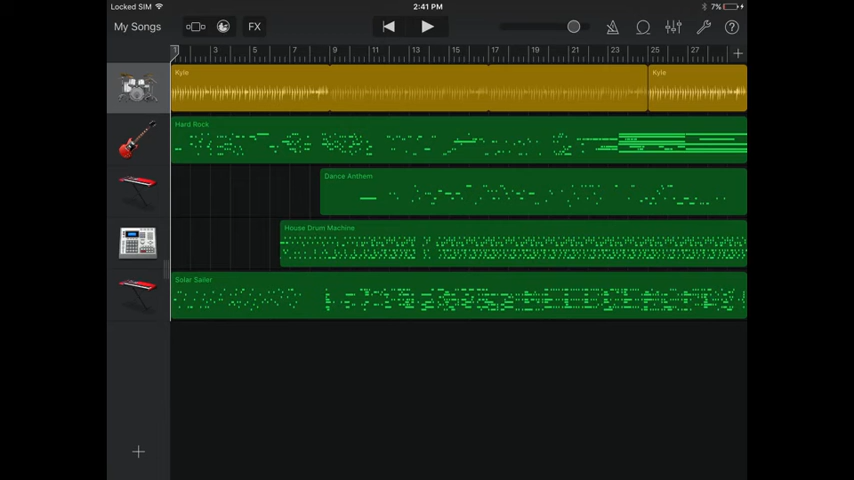 Locked SIM 2:41 PM 7%
My Songs FX
1 3 5 7 9 11 13 15 17 19 21 23 25 27
Kyle Kyle
Hard Rock
Dance Anthem
House Drum Machine
Solar Sailer